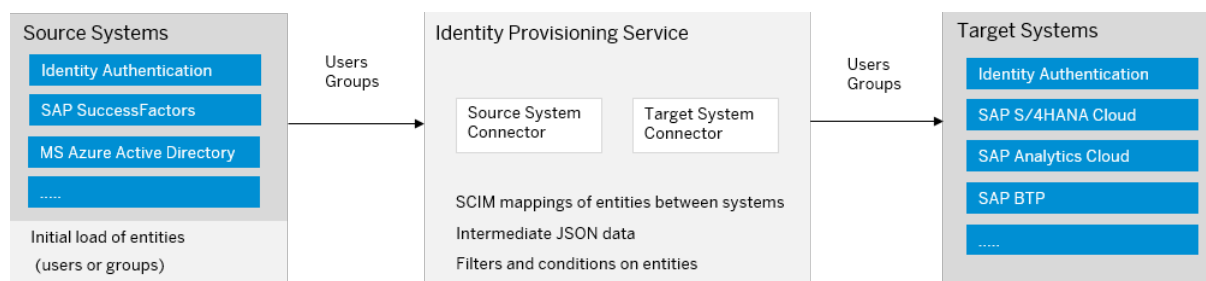 Source Systems
Identity Authentication
SAP SuccessFactors
MS Azure Active Directory
.....
Initial load of entities
(users or groups)
Users
Groups
Identity Provisioning Service
Source System
Connector
Target System
Connector
SCIM mappings of entities between systems
Intermediate JSON data
Filters and conditions on entities
Users
Groups
Target Systems
Identity Authentication
SAP S/4HANA Cloud
SAP Analytics Cloud
SAP BTP
.....